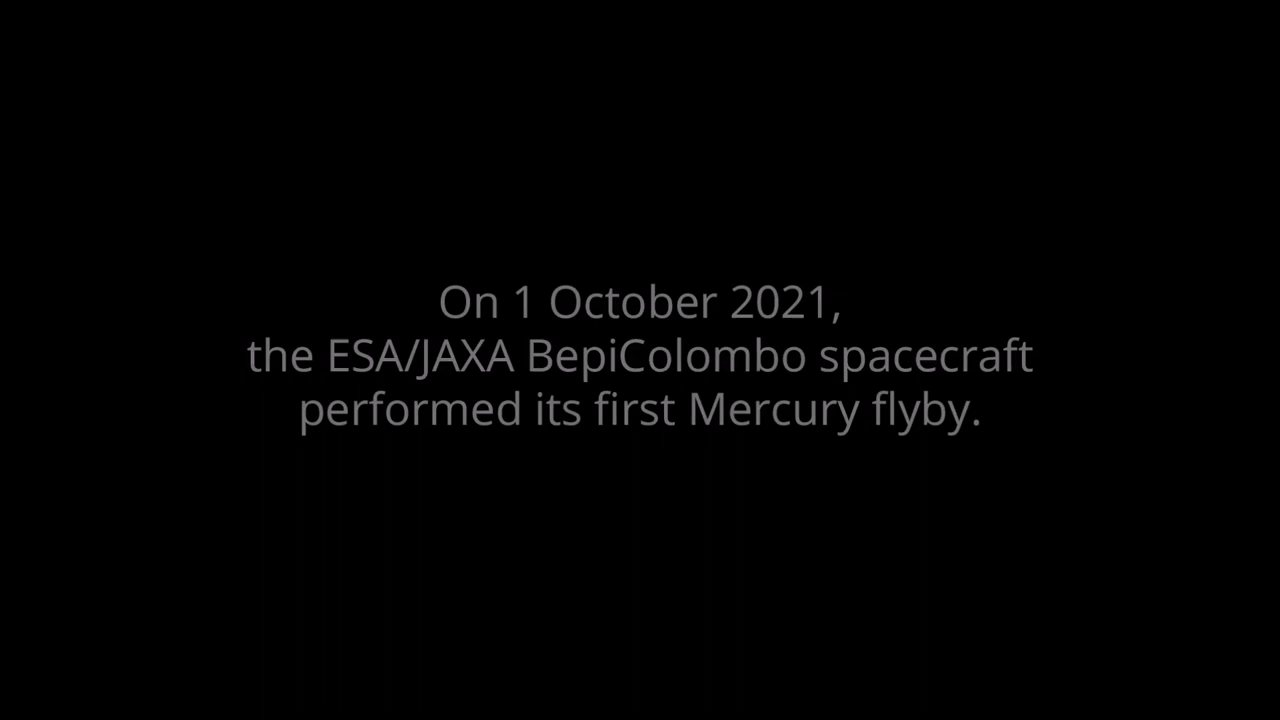 On 1 October 2021,
the ESA/JAXA BepiColombo spacecraft
performed its first Mercury flyby.